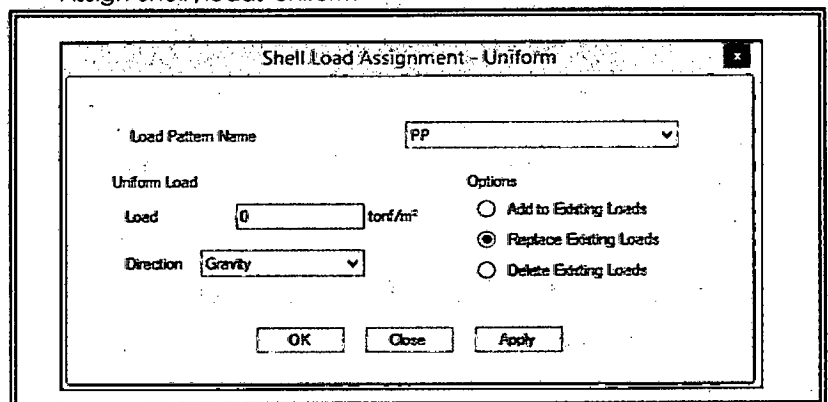 Shell Load Assignment - Uniform
x
Load Pattern Name
PP
Uniform Load
Load
0
tonf/m²
Direction
Gravity
Options
Add to Existing Loads
Replace Existing Loads
Delete Existing Loads
OK
Close
Apply